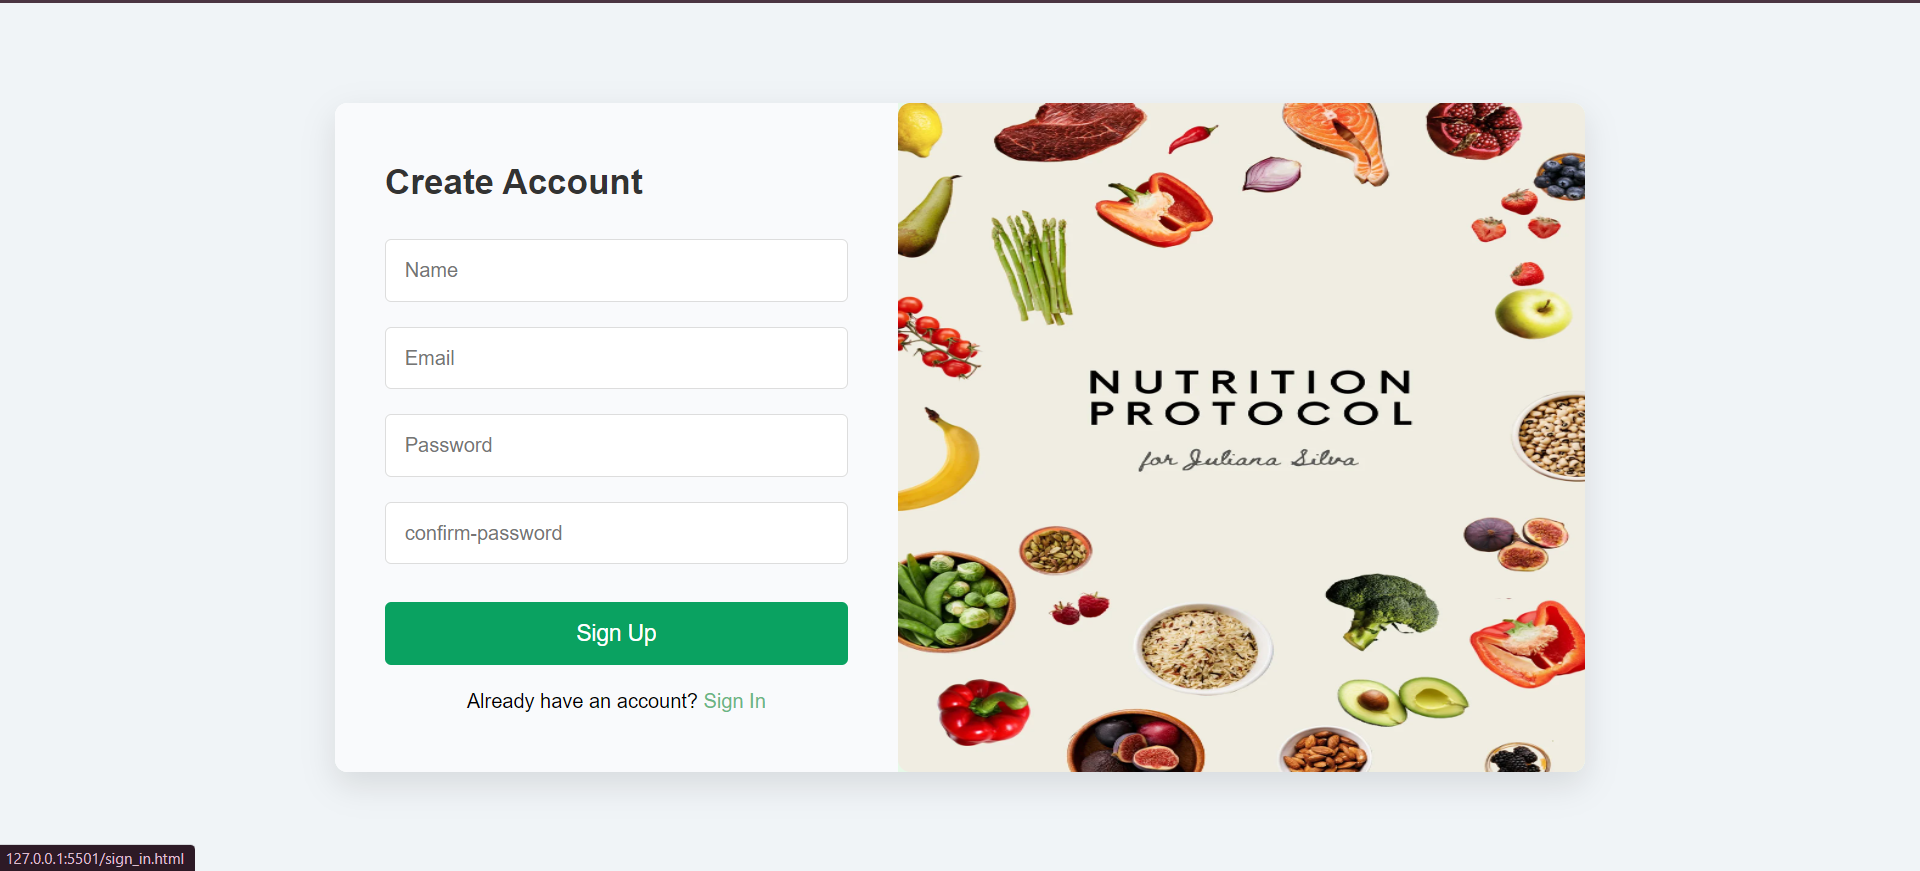 Create Account
Name
Email
Password
confirm-password
Sign Up
Already have an account? Sign In
NUTRITION
PROTOCOL
for Juliana Silva
127.0.0.1:5501/sign_in.html